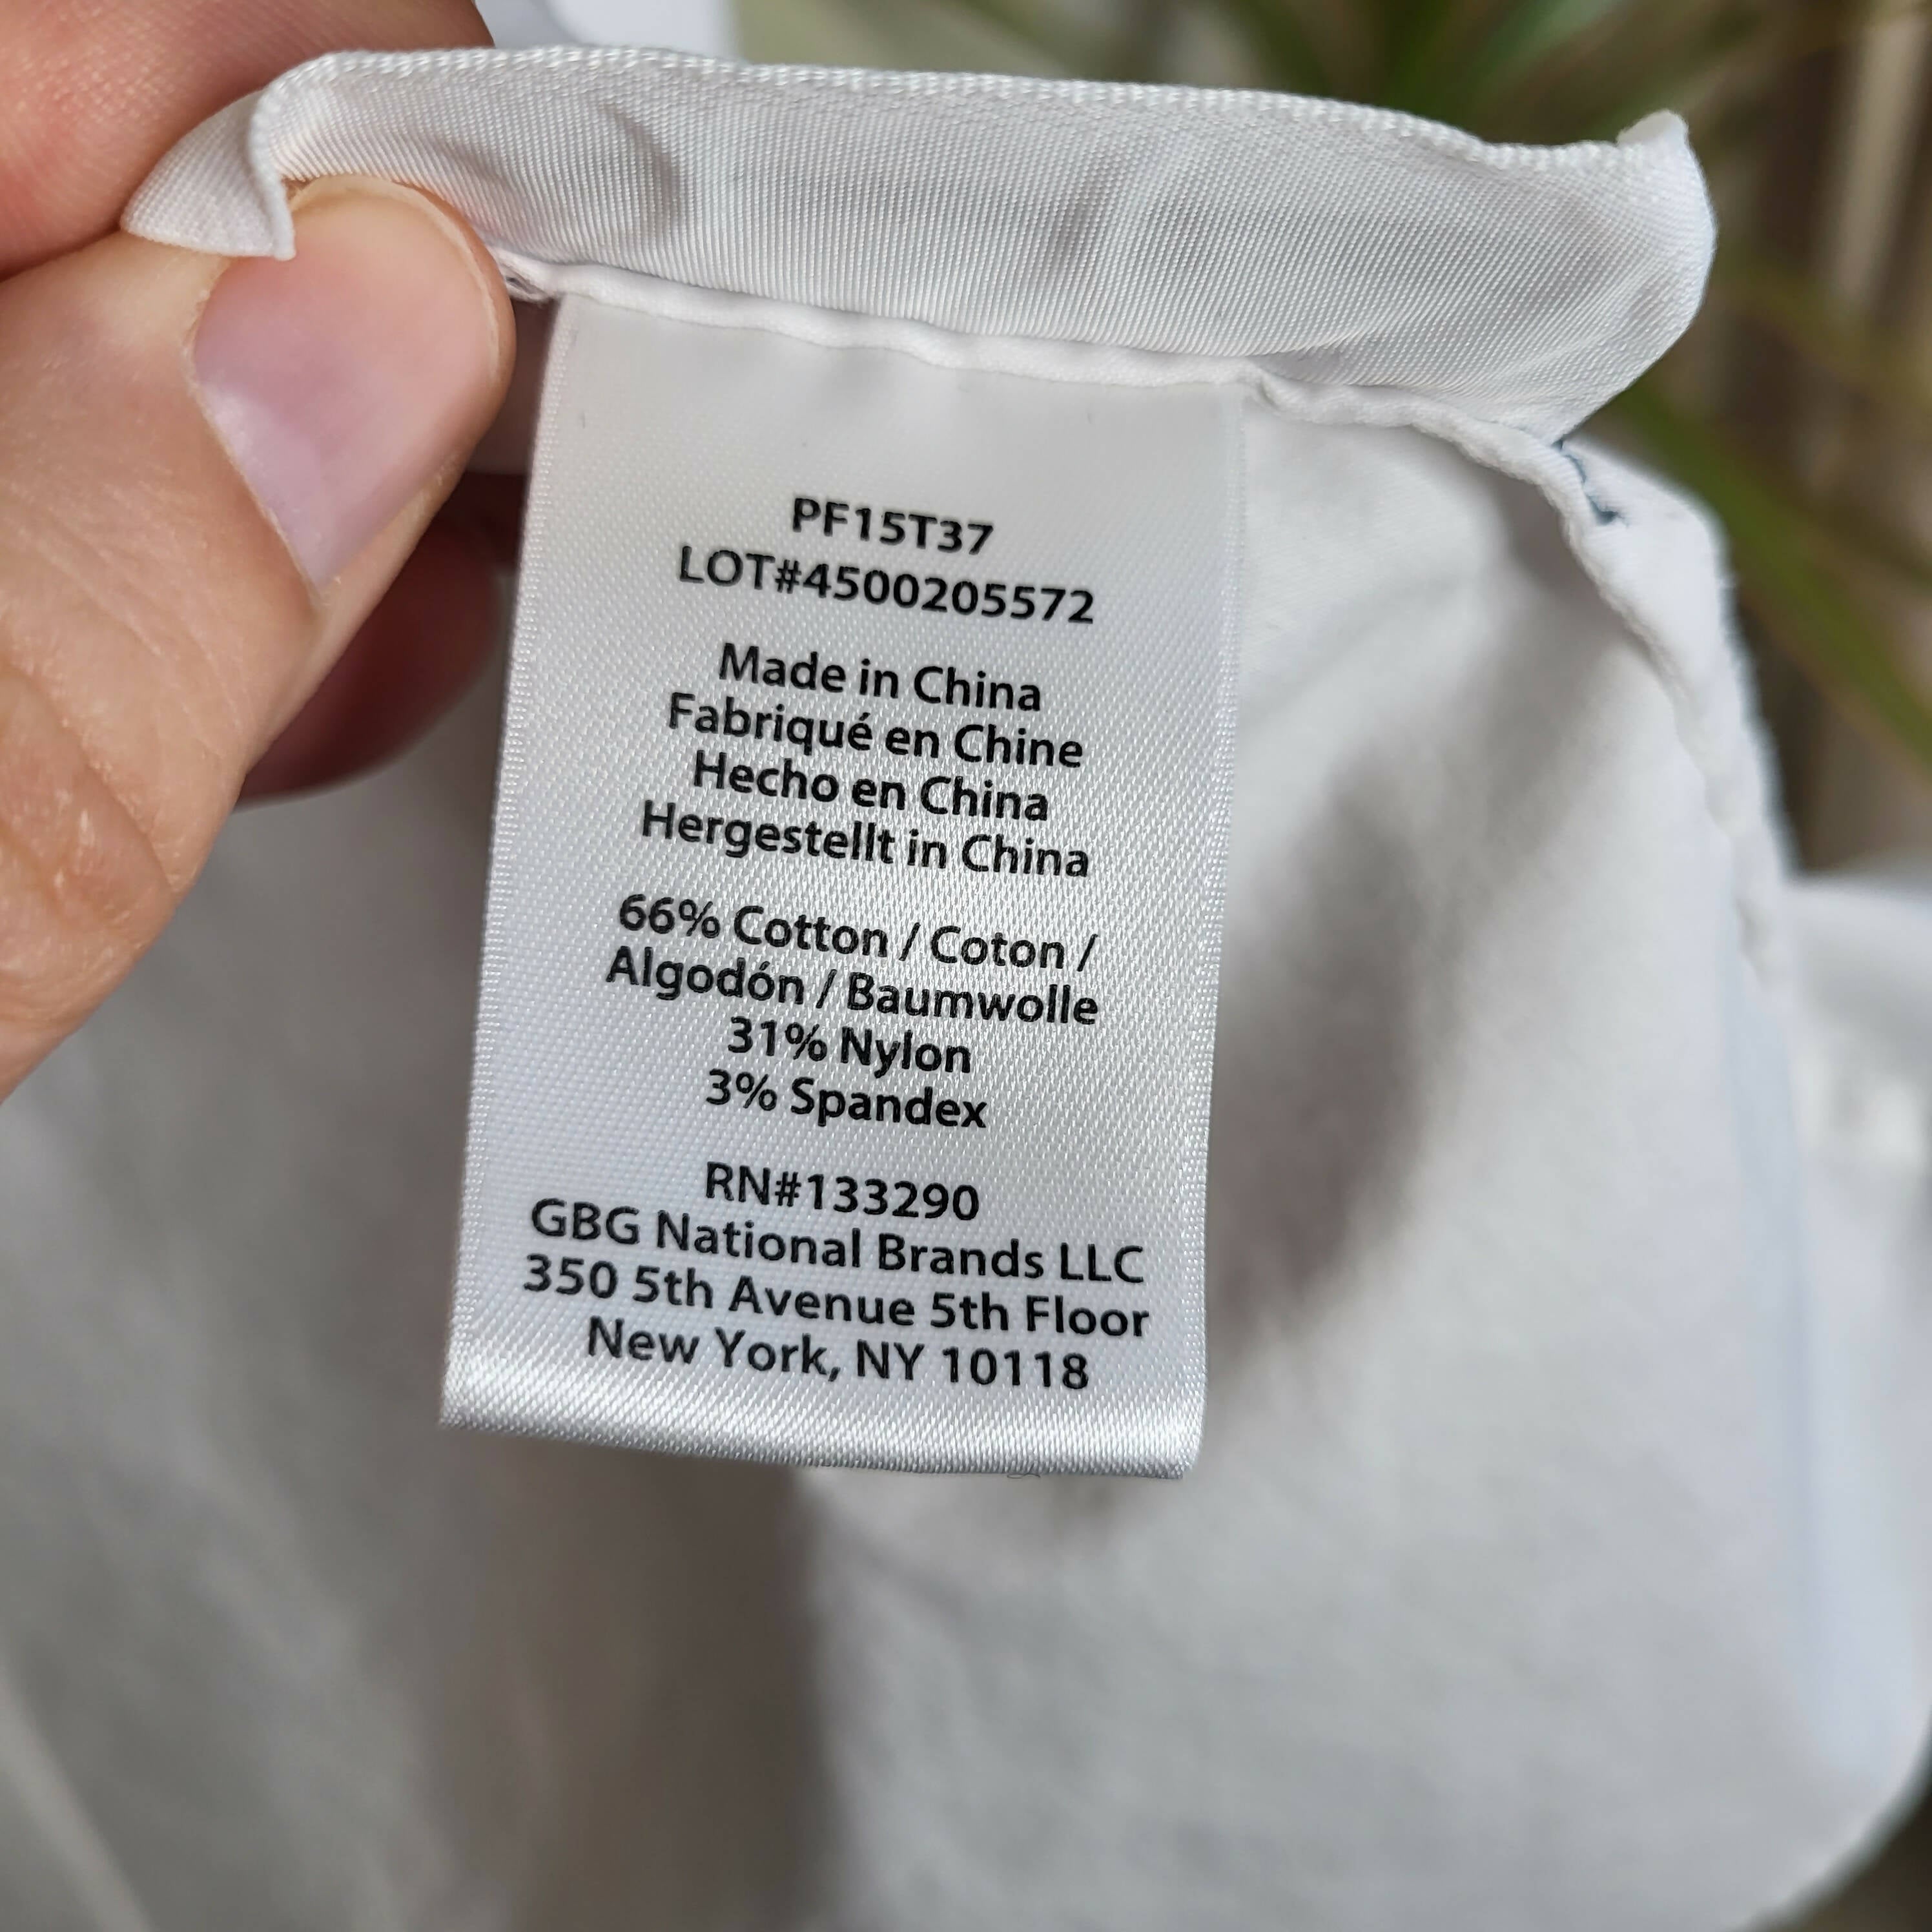 PF15T37
LOT#4500205572
Made in China
Fabriqué en Chine
Hecho en China
Hergestellt in China
66% Cotton / Coton /
Algodón / Baumwolle
31% Nylon
3% Spandex
RN#133290
GBG National Brands LLC
350 5th Avenue 5th Floor
New York, NY 10118